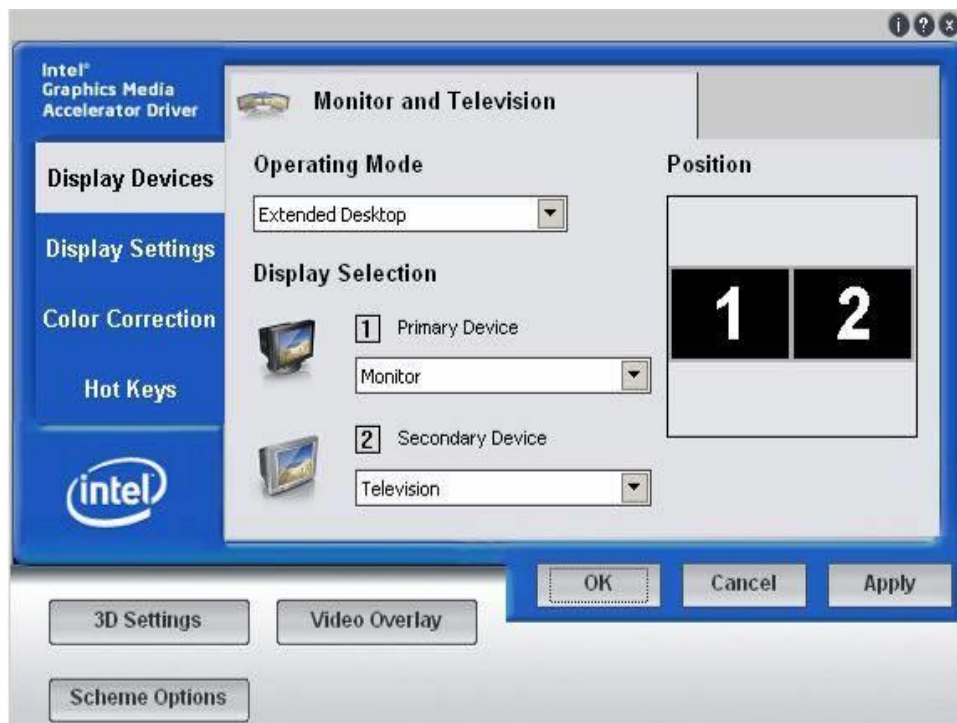 Intel®
Graphics Media
Accelerator Driver
Monitor and Television
Display Devices
Display Settings
Color Correction
Hot Keys
intel
Operating Mode
Extended Desktop
Display Selection
1 Primary Device
Monitor
2 Secondary Device
Television
Position
1 2
OK Cancel Apply
3D Settings Video Overlay
Scheme Options
i ? x